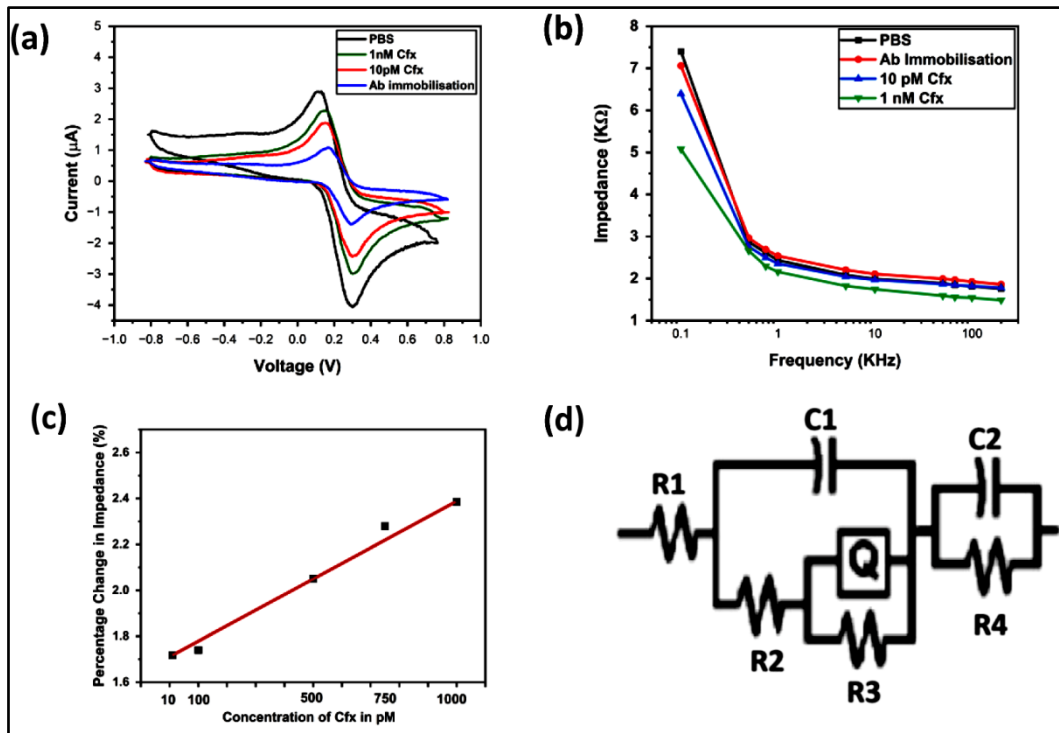 (a)
PBS
1nM Cfx
10pM Cfx
Ab immobilisation
5
4
3
2
1
0
−1
−2
−3
−4
Current (μA)
−1.0 −0.8 −0.6 −0.4 −0.2 0.0 0.2 0.4 0.6 0.8 1.0
Voltage (V)
(b)
PBS
Ab Immobilisation
10 pM Cfx
1 nM Cfx
8
7
6
5
4
3
2
1
Impedance (KΩ)
0.1 1 10 100
Frequency (KHz)
(c)
2.6
2.4
2.2
2.0
1.8
1.6
Percentage Change in Impedance (%)
10 100 500 750 1000
Concentration of Cfx in pM
(d)
C1
C2
R1
Q
R2
R4
R3